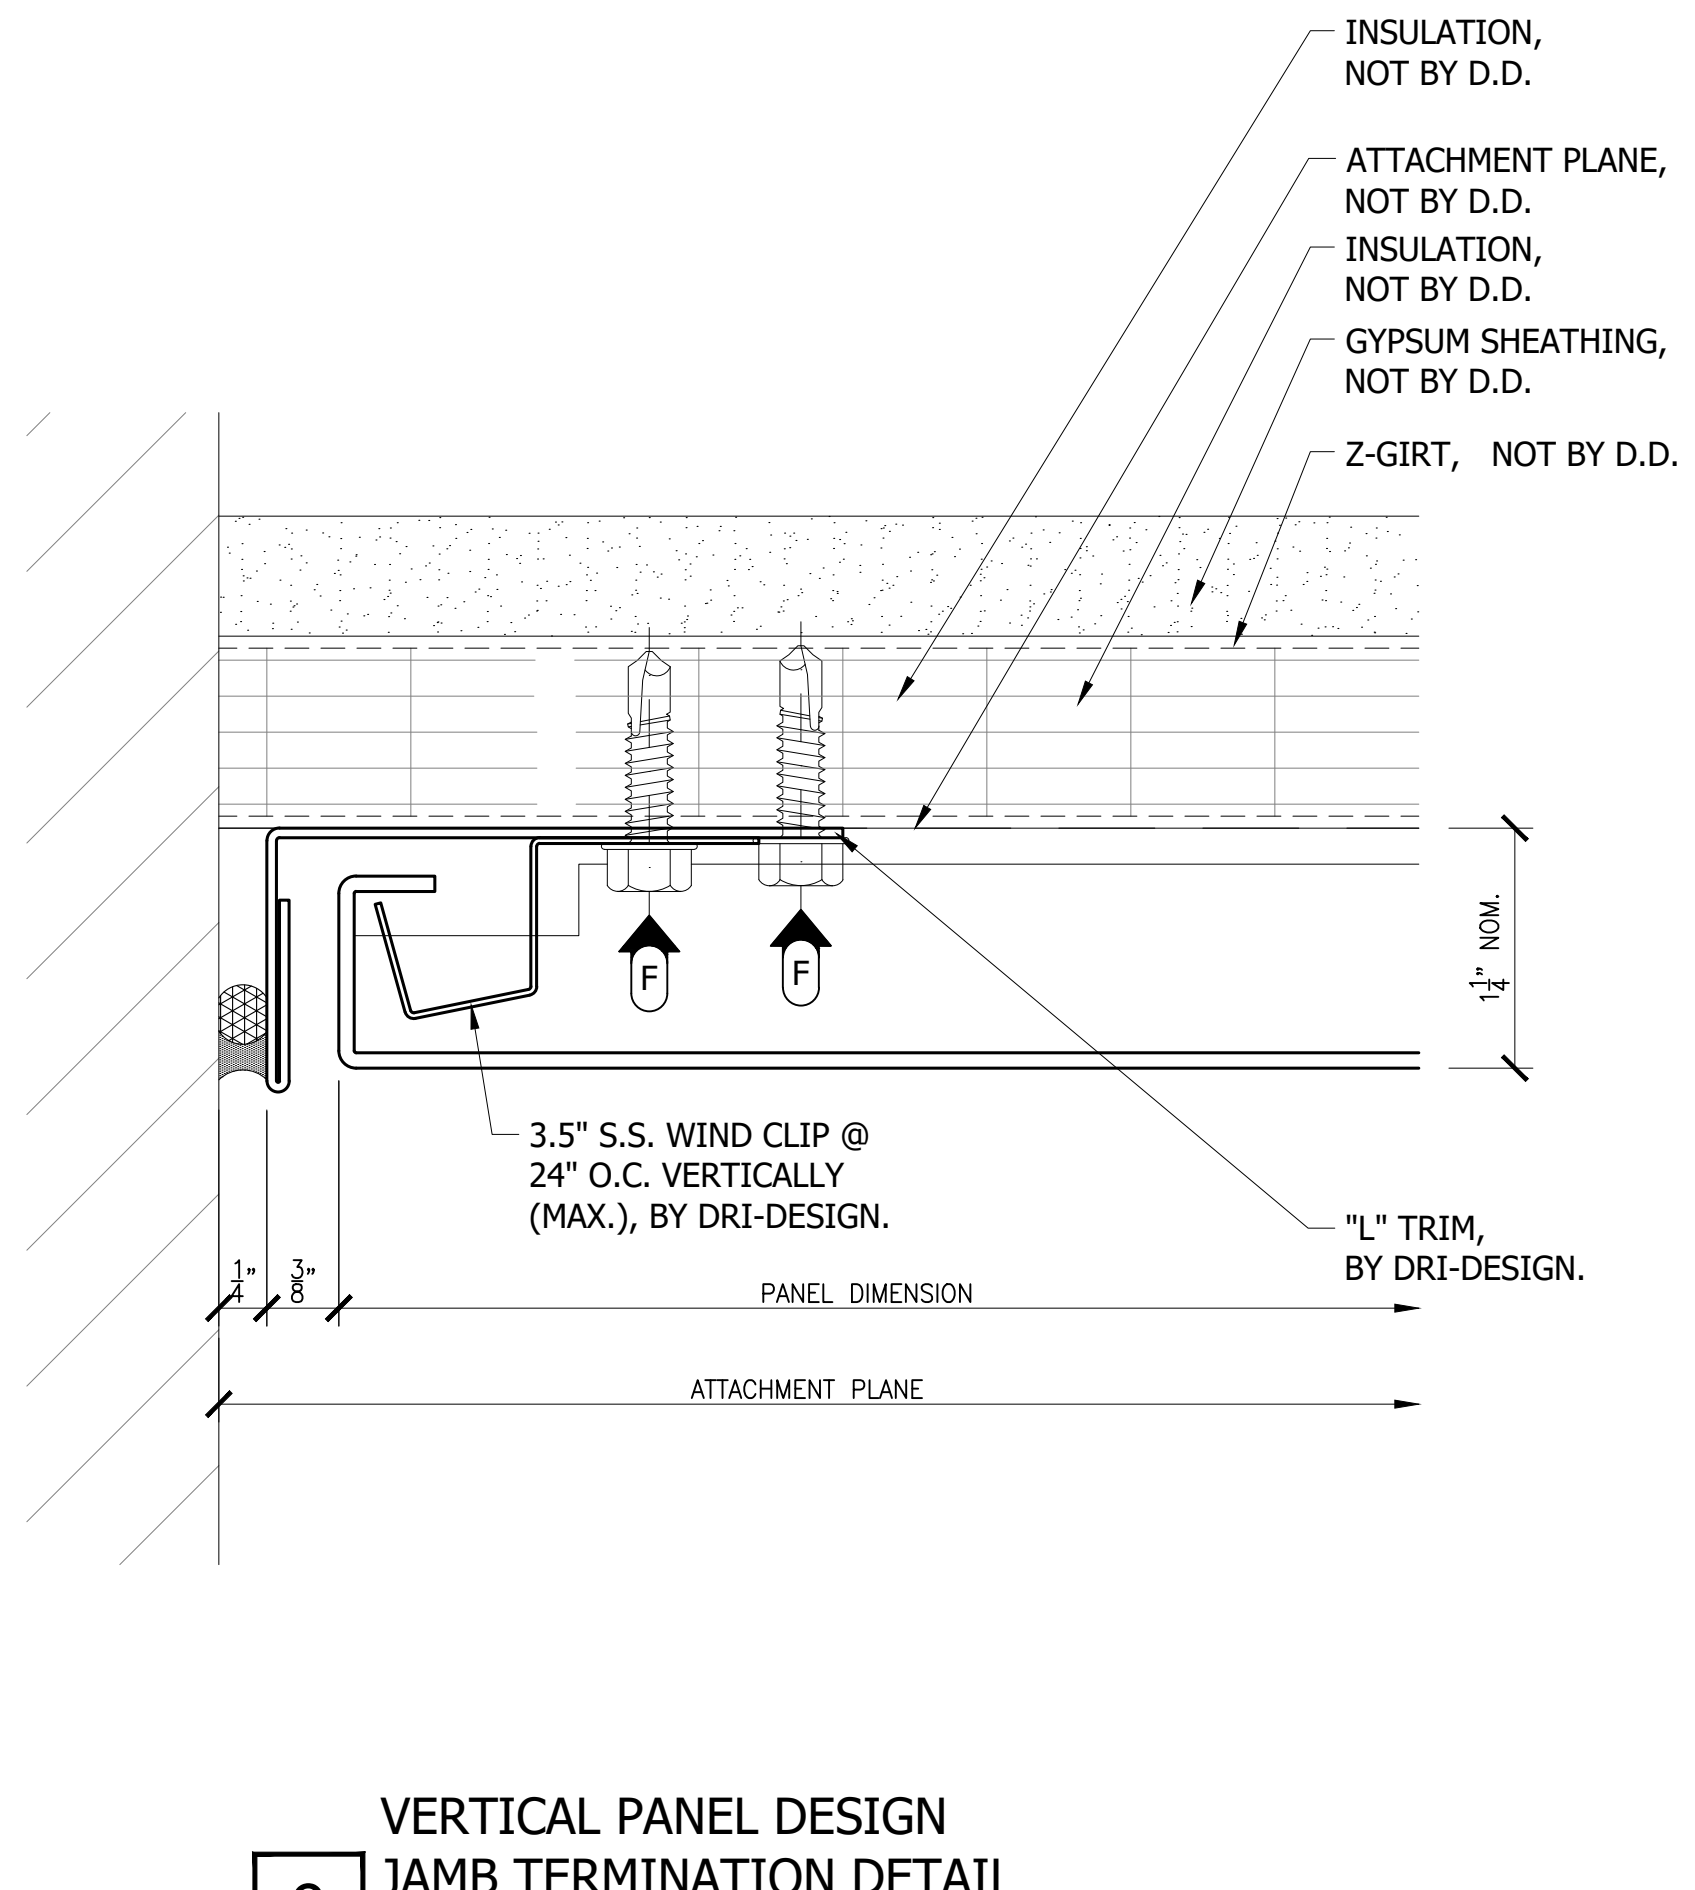 INSULATION,
NOT BY D.D.
ATTACHMENT PLANE,
NOT BY D.D.
INSULATION,
NOT BY D.D.
GYPSUM SHEATHING,
NOT BY D.D.
Z-GIRT, NOT BY D.D.
1 1/4" NOM.
F
F
3.5" S.S. WIND CLIP @
24" O.C. VERTICALLY
(MAX.), BY DRI-DESIGN.
"L" TRIM,
BY DRI-DESIGN.
1/4" 3/8" PANEL DIMENSION
ATTACHMENT PLANE
VERTICAL PANEL DESIGN
JAMB TERMINATION DETAIL